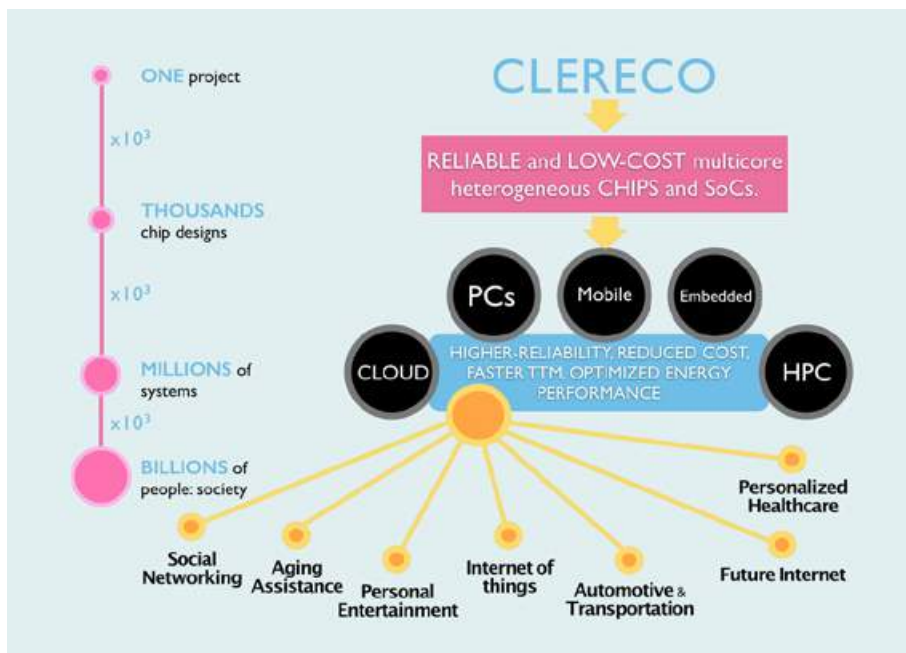 ONE project
x10³
THOUSANDS
chip designs
x10³
MILLIONS of
systems
x10³
BILLIONS of
people: society
CLERECO
RELIABLE and LOW-COST multicore
heterogeneous CHIPS and SoCs.
PCs
Mobile
Embedded
CLOUD
HIGHER-RELIABILITY, REDUCED COST,
FASTER TTM, OPTIMIZED ENERGY
PERFORMANCE
HPC
Social
Networking
Aging
Assistance
Personal
Entertainment
Internet of
things
Automotive &
Transportation
Future Internet
Personalized
Healthcare